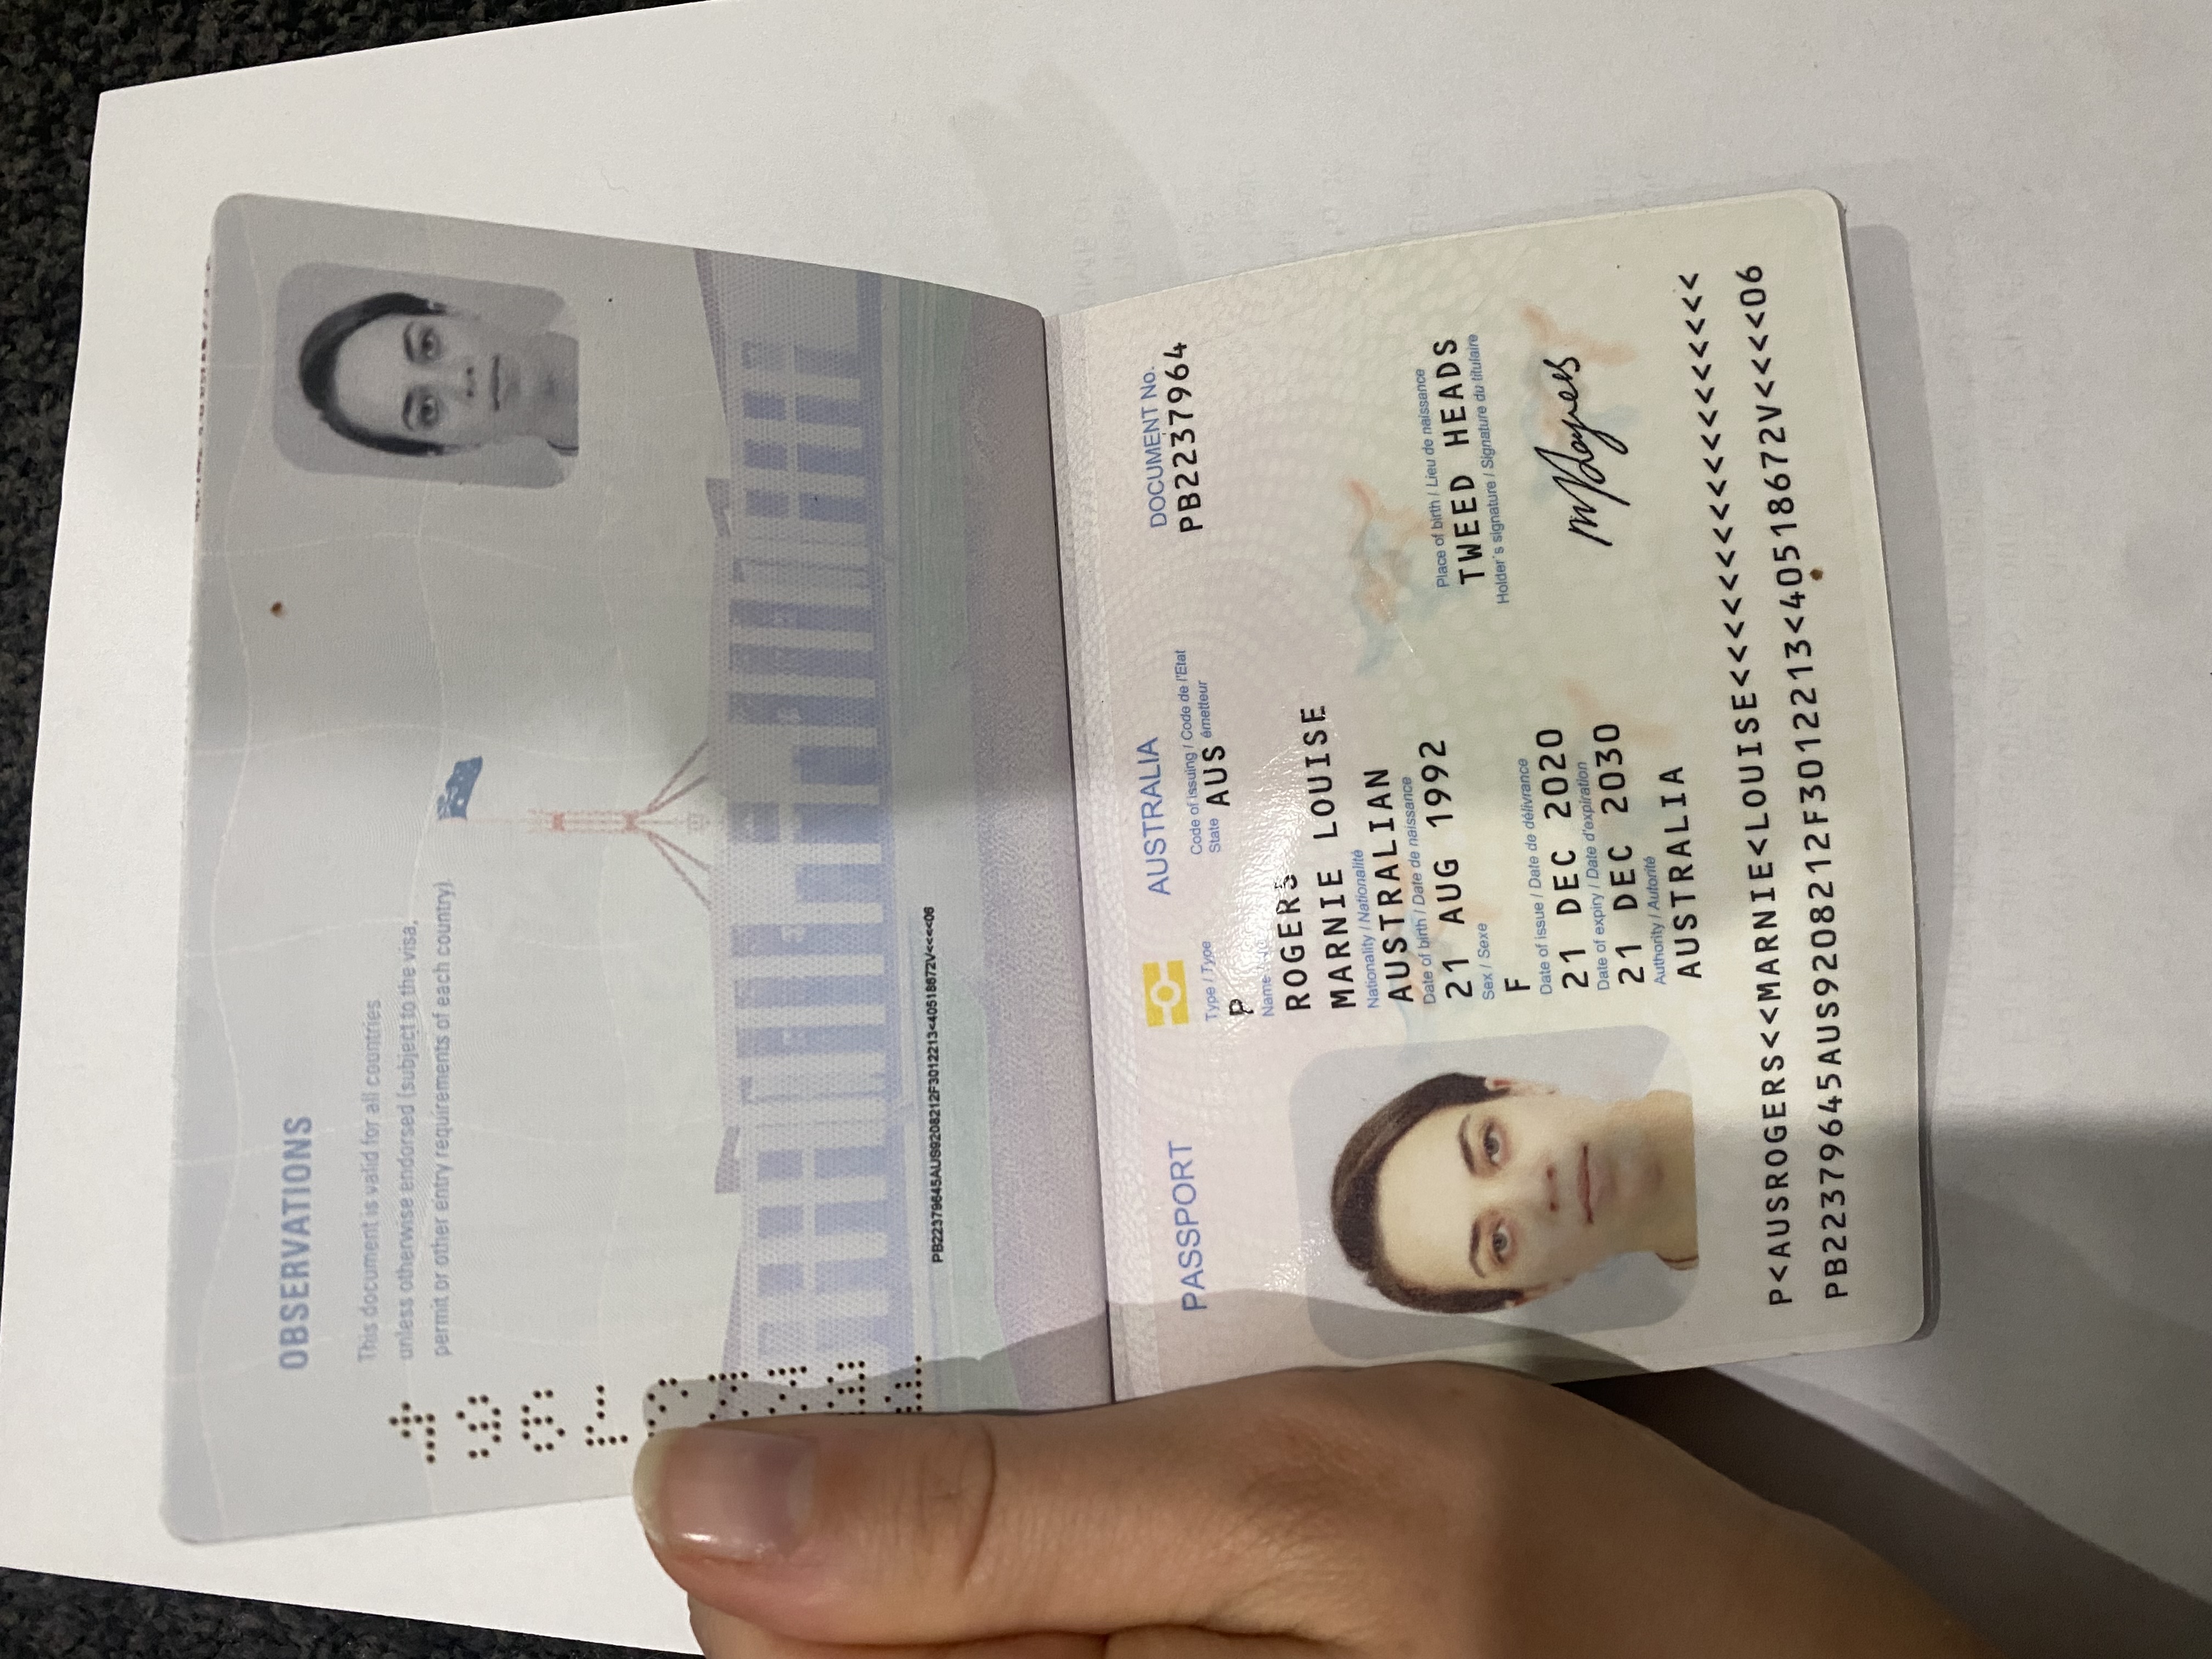 OBSERVATIONS
This document is valid for all countries
unless otherwise endorsed (subject to the visa,
permit or other entry requirements of each country).
PB22379645AUS9208212F3012213<40518672V<<<<06
PASSPORT
AUSTRALIA
DOCUMENT No.
PB2237964
Type / Type
P
Code of issuing / Code de l'Etat
State AUS émetteur
Name
ROGERS
MARNIE LOUISE
Nationality / Nationalité
AUSTRALIAN
Date of birth / Date de naissance
21 AUG 1992
Sex / Sexe
F
Place of birth / Lieu de naissance
TWEED HEADS
Holder's signature / Signature du titulaire
Date of issue / Date de délivrance
21 DEC 2020
Date of expiry / Date d'expiration
21 DEC 2030
Authority / Autorité
AUSTRALIA
MRogers
P<AUSROGERS<<MARNIE<LOUISE<<<<<<<<<<<<<<<<<<
PB22379645AUS9208212F3012213<40518672V<<<<06